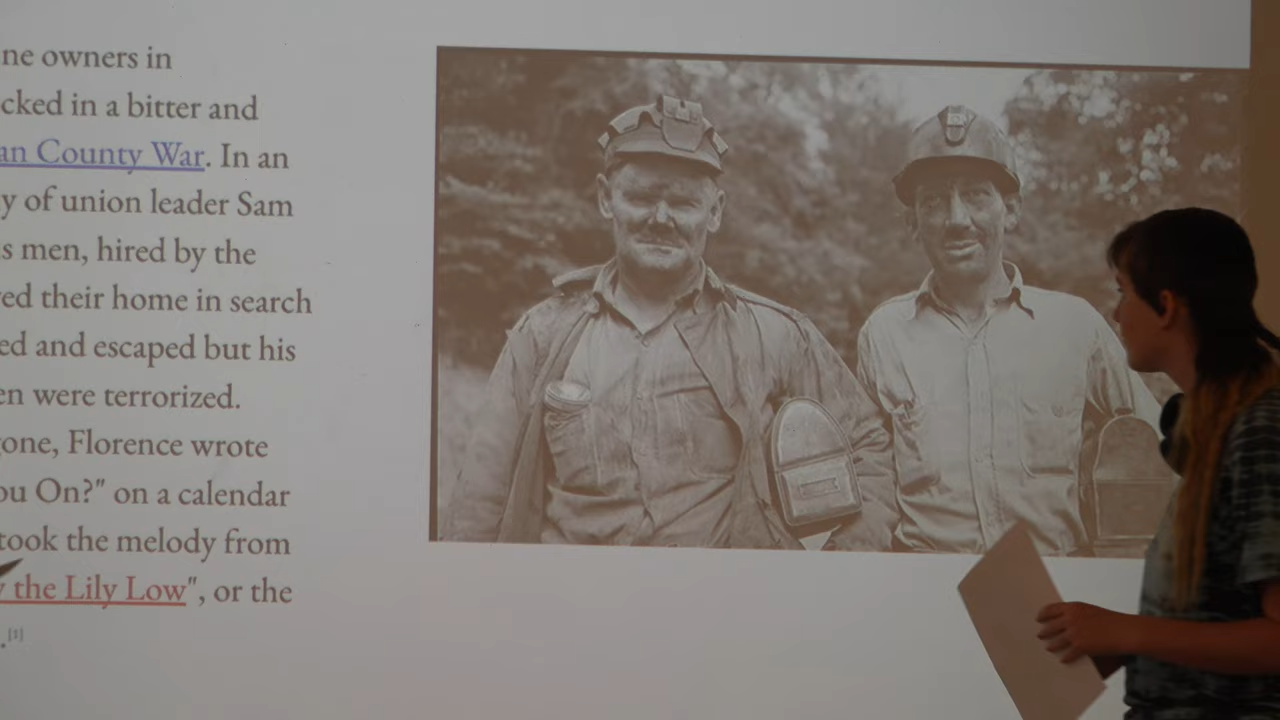 ne owners in
cked in a bitter and
an County War. In an
y of union leader Sam
s men, hired by the
ed their home in search
ed and escaped but his
en were terrorized.
one, Florence wrote
ou On?" on a calendar
took the melody from
the Lily Low", or the
.[1]